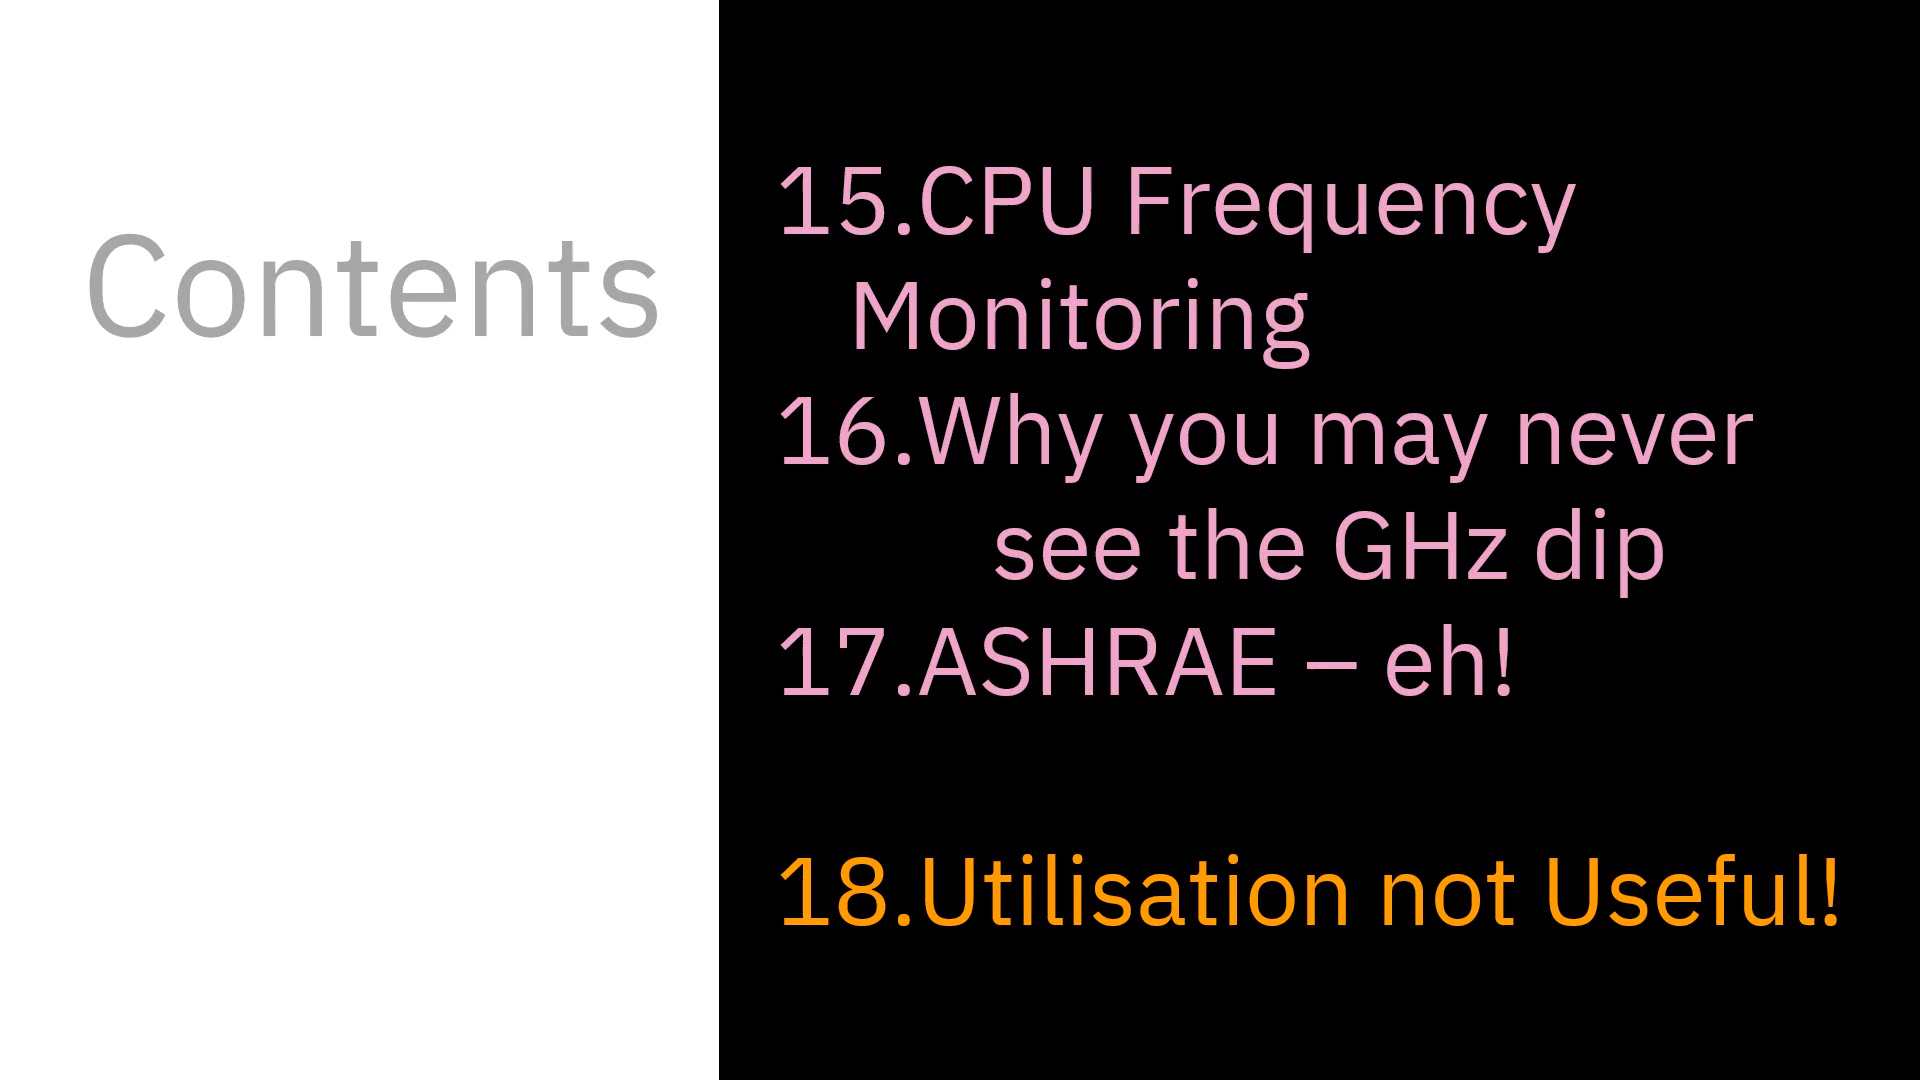 Contents
15.CPU Frequency
Monitoring
16.Why you may never
see the GHz dip
17.ASHRAE – eh!
18.Utilisation not Useful!